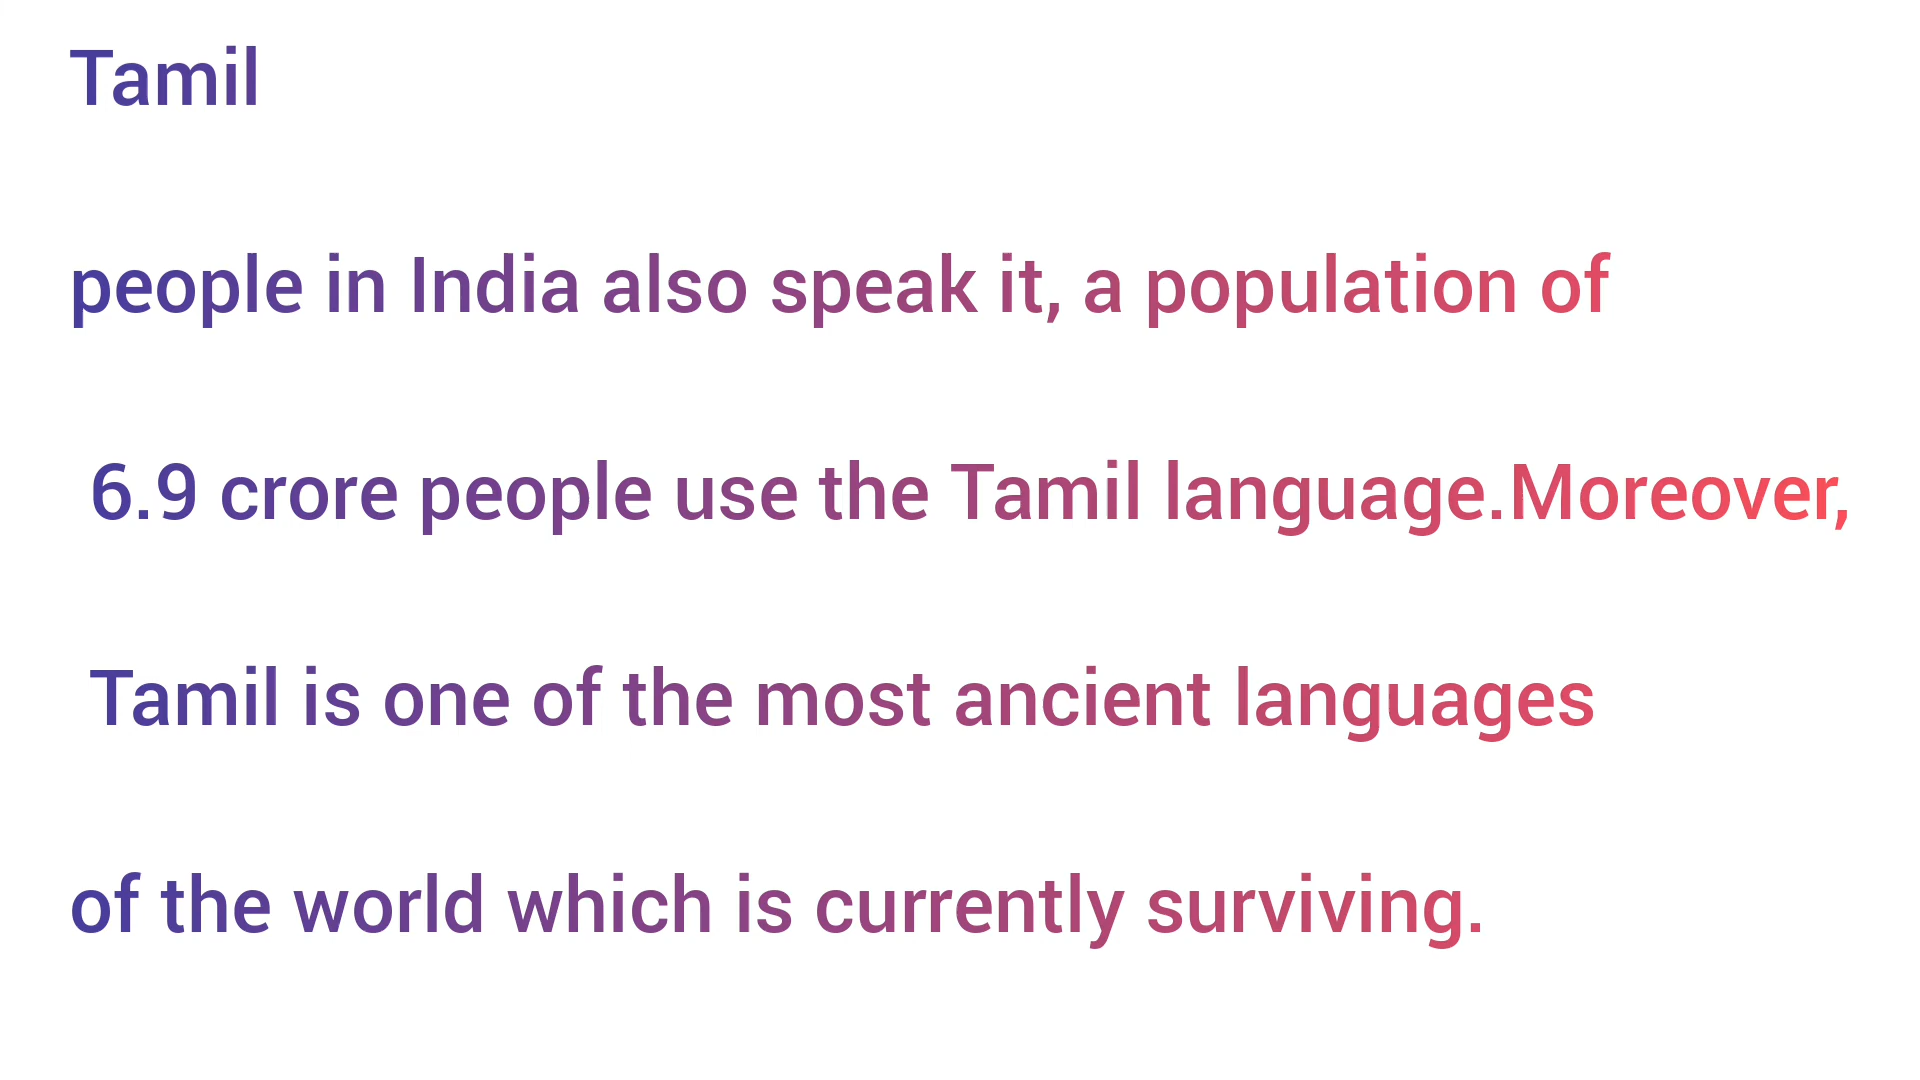 Tamil
people in India also speak it, a population of
6.9 crore people use the Tamil language.Moreover,
Tamil is one of the most ancient languages
of the world which is currently surviving.